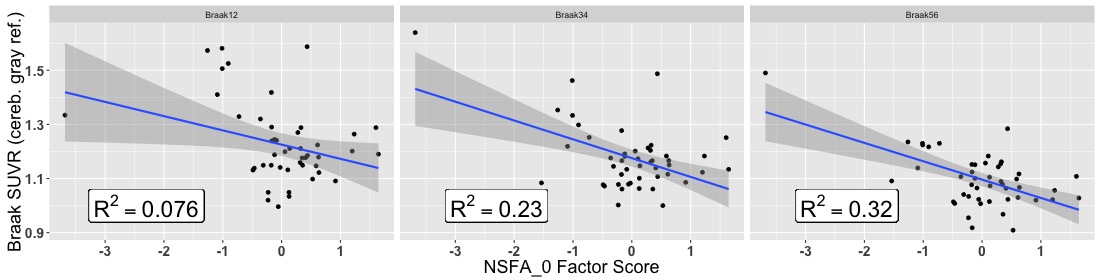 Braak12 Braak34 Braak56
Braak SUVR (cereb. gray ref.)
1.5
1.3
1.1
0.9
R² = 0.076 R² = 0.23 R² = 0.32
-3 -2 -1 0 1 -3 -2 -1 0 1 -3 -2 -1 0 1
NSFA_0 Factor Score